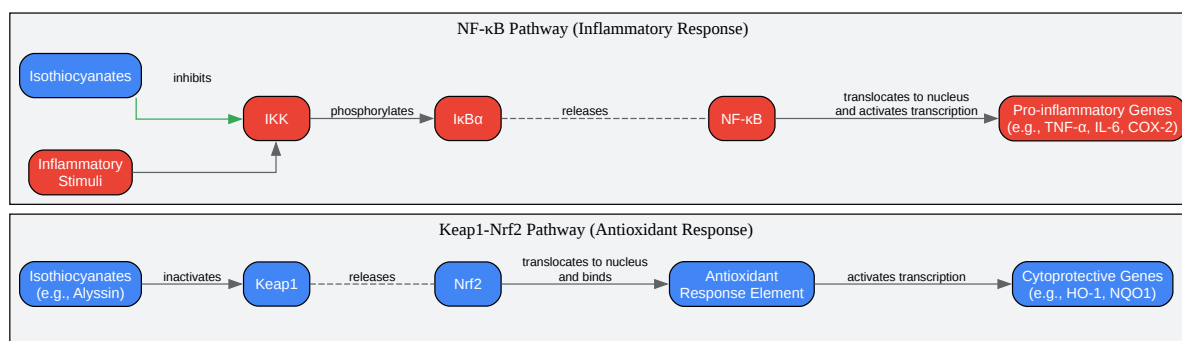 NF-κB Pathway (Inflammatory Response)
Isothiocyanates
inhibits
IKK
phosphorylates
IκBα
releases
NF-κB
translocates to nucleus
and activates transcription
Pro-inflammatory Genes
(e.g., TNF-α, IL-6, COX-2)
Inflammatory
Stimuli
Keap1-Nrf2 Pathway (Antioxidant Response)
Isothiocyanates
(e.g., Alyssin)
inactivates
Keap1
releases
Nrf2
translocates to nucleus
and binds
Antioxidant
Response Element
activates transcription
Cytoprotective Genes
(e.g., HO-1, NQO1)